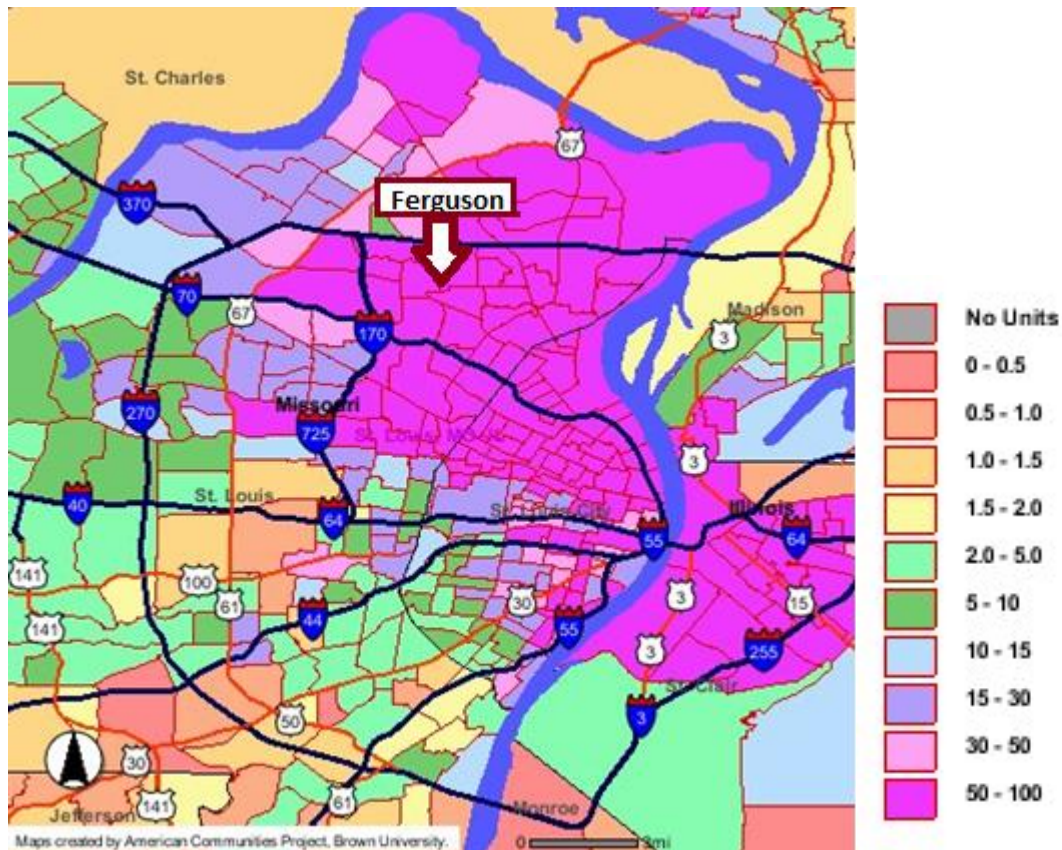 St. Charles
67
370
Ferguson
70
67
Madison
3
170
270
Missouri
725
St. Louis, MO-IL
3
St. Louis
40
64
St. Louis City
55
Illinois
64
141
100
61
30
3
15
141
44
55
3
255
St. Clair
50
3
30
141
61
Jefferson
Monroe
Maps created by American Communities Project, Brown University.
0 3mi
No Units
0 - 0.5
0.5 - 1.0
1.0 - 1.5
1.5 - 2.0
2.0 - 5.0
5 - 10
10 - 15
15 - 30
30 - 50
50 - 100